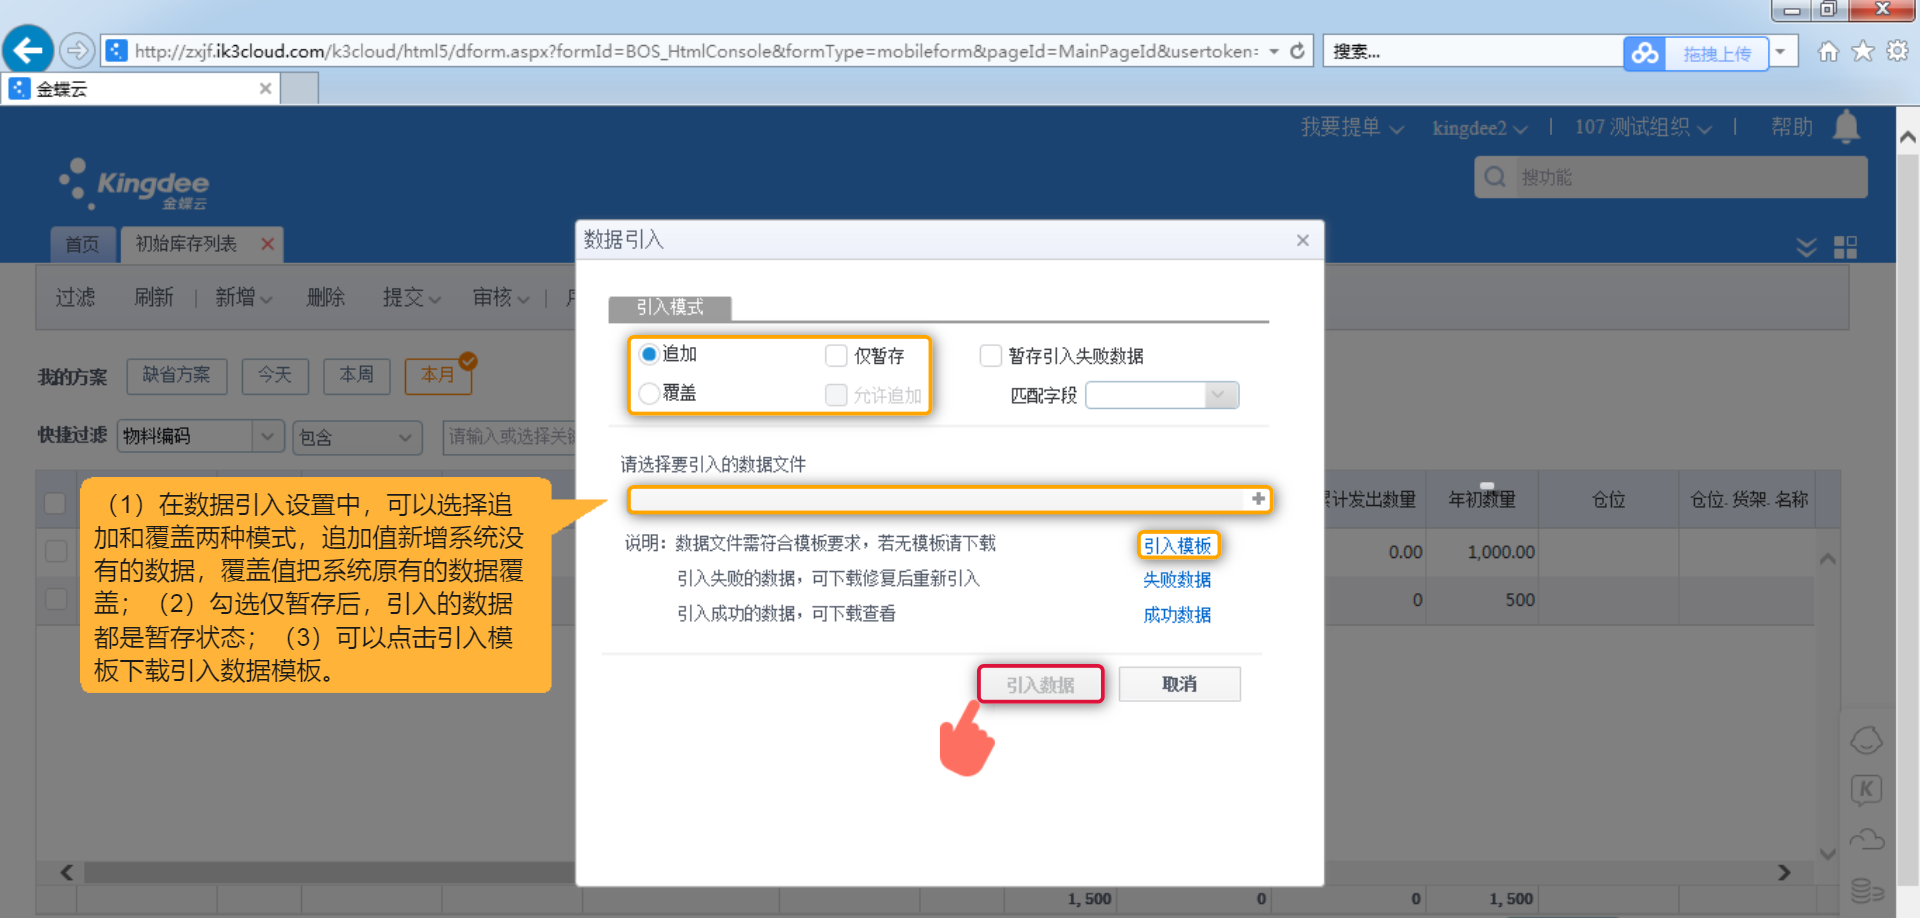 http://zxjf.ik3cloud.com/k3cloud/html5/dform.aspx?formId=BOS_HtmlConsole&formType=mobileform&pageId=MainPageId&usertoken=
搜索...
拖拽上传
金蝶云
我要提单
kingdee2
107 测试组织
帮助
Kingdee
金蝶云
搜功能
首页
初始库存列表
数据引入
过滤 刷新 | 新增 删除 提交 审核 |
引入模式
追加
仅暂存
暂存引入失败数据
覆盖
允许追加
匹配字段
我的方案
缺省方案
今天
本周
本月
快捷过滤
物料编码
包含
请输入或选择关
请选择要引入的数据文件
计发出数量
年初数量
仓位
仓位.货架.名称
（1）在数据引入设置中，可以选择追
加和覆盖两种模式，追加值新增系统没
有的数据，覆盖值把系统原有的数据覆
盖；（2）勾选仅暂存后，引入的数据
都是暂存状态；（3）可以点击引入模
板下载引入数据模板。
说明：数据文件需符合模板要求，若无模板请下载
引入模板
引入失败的数据，可下载修复后重新引入
失败数据
引入成功的数据，可下载查看
成功数据
0.00
1,000.00
0
500
引入数据
取消
K
1,500
0
0
1,500